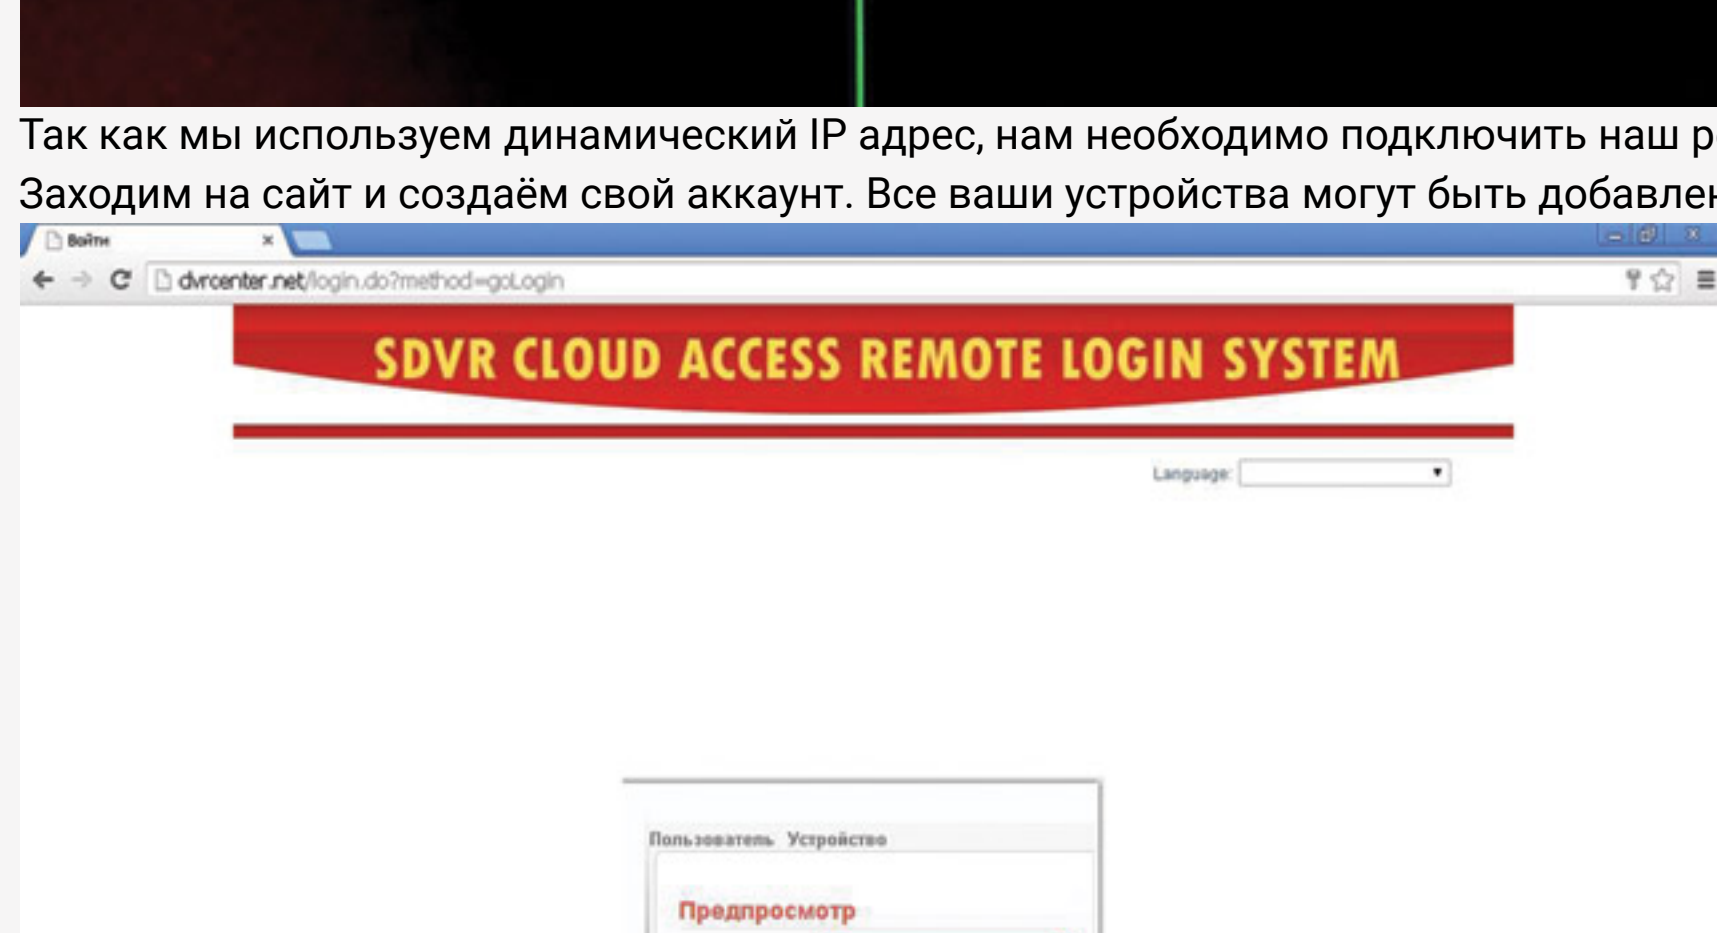 Так как мы используем динамический IP адрес, нам необходимо подключить наш
Заходим на сайт и создаём свой аккаунт. Все ваши устройства могут быть
Войти
dvrcenter.net/login.do?method=goLogin
SDVR CLOUD ACCESS REMOTE LOGIN SYSTEM
Language:
Пользователь Устройство
Предпросмотр